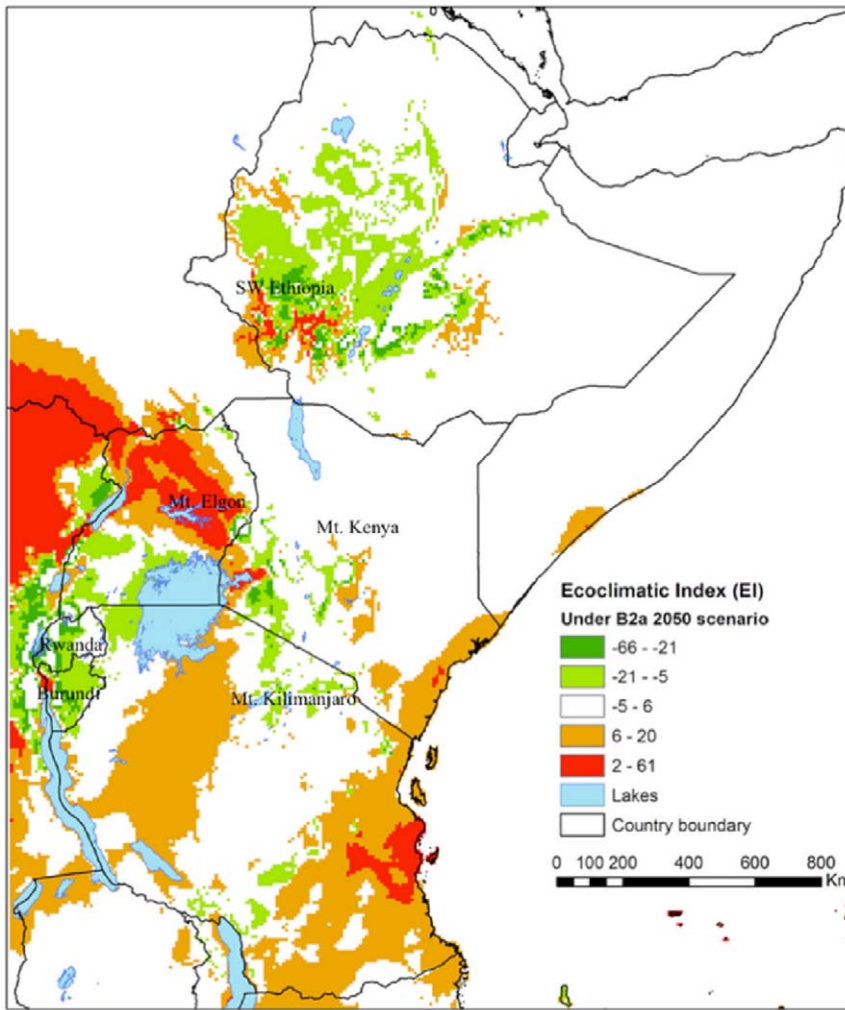 SW Ethiopia
Mt. Elgon
Mt. Kenya
Rwanda
Burundi
Mt. Kilimanjaro
Ecoclimatic Index (EI)
Under B2a 2050 scenario
-66 - -21
-21 - -5
-5 - 6
6 - 20
2 - 61
Lakes
Country boundary
0 100 200 400 600 800
Km